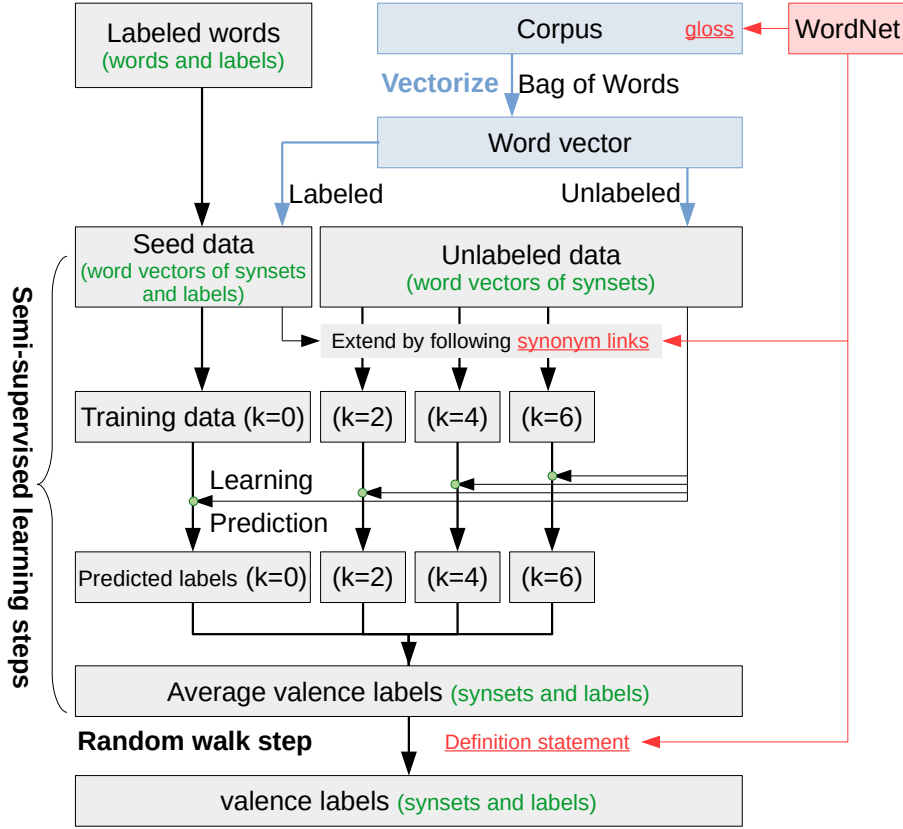 Labeled words
(words and labels)
Corpus
gloss
WordNet
Vectorize
Bag of Words
Word vector
Labeled
Unlabeled
Seed data
(word vectors of synsets
and labels)
Unlabeled data
(word vectors of synsets)
Extend by following synonym links
Semi-supervised learning steps
Training data (k=0)
(k=2)
(k=4)
(k=6)
Learning
Prediction
Predicted labels (k=0)
(k=2)
(k=4)
(k=6)
Average valence labels (synsets and labels)
Random walk step
Definition statement
valence labels (synsets and labels)